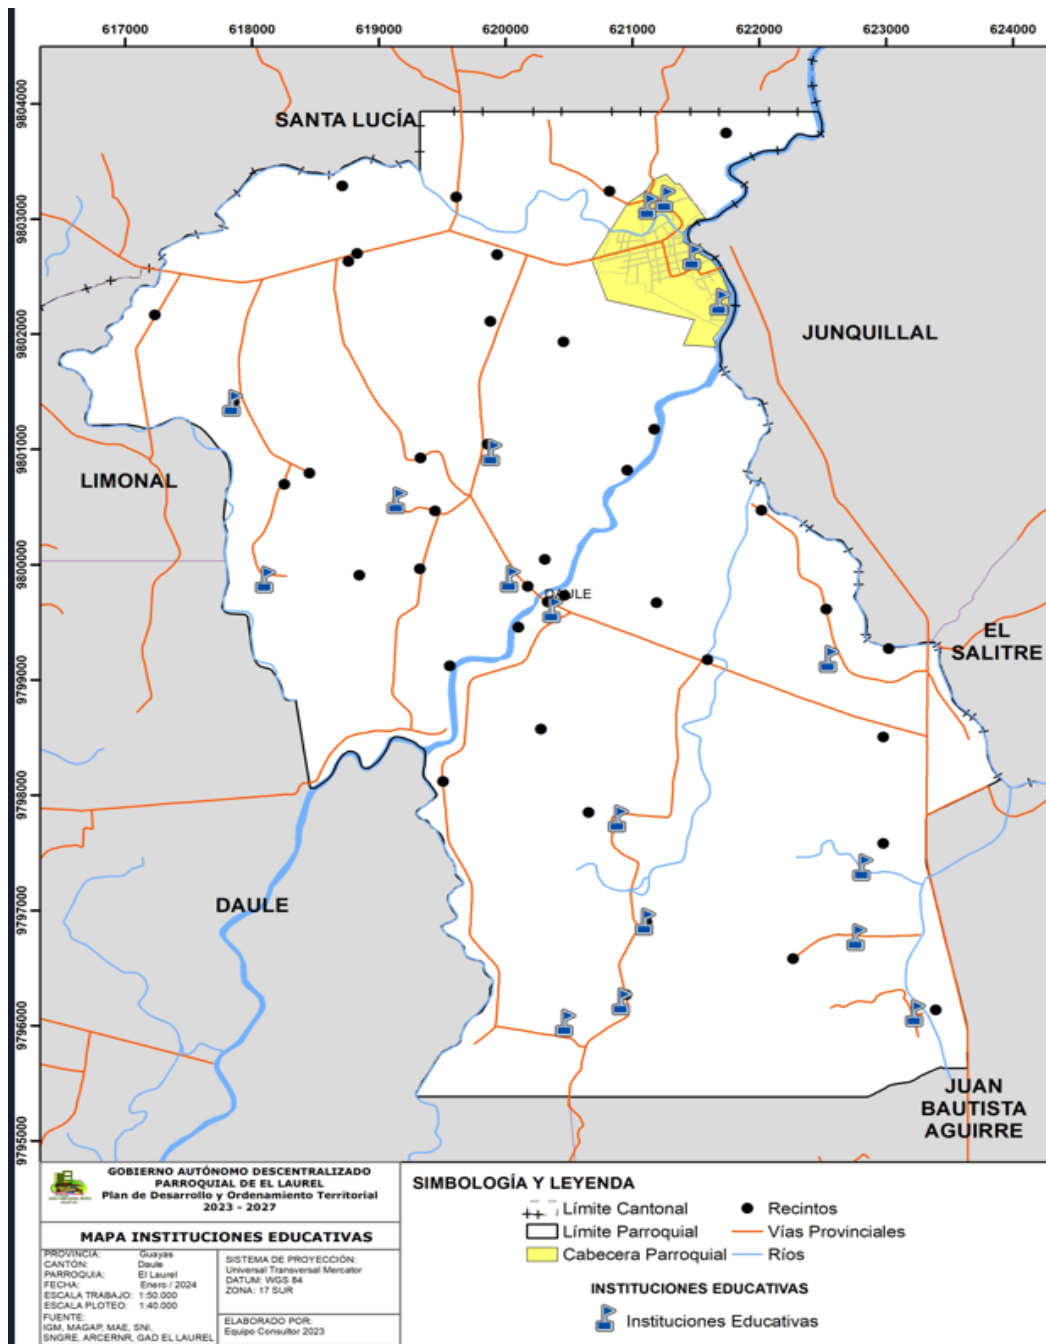 617000 618000 619000 620000 621000 622000 623000 624000
9804000
SANTA LUCÍA
9803000
9802000
JUNQUILLAL
9801000
LIMONAL
9800000
DAULE
EL
SALITRE
9799000
9798000
9797000
DAULE
9796000
JUAN
BAUTISTA
AGUIRRE
9795000
GOBIERNO AUTÓNOMO DESCENTRALIZADO
PARROQUIAL DE EL LAUREL
Plan de Desarrollo y Ordenamiento Territorial
2023 - 2027
MAPA INSTITUCIONES EDUCATIVAS
PROVINCIA: Guayas
CANTÓN: Daule
PARROQUIA: El Laurel
FECHA: Enero / 2024
ESCALA TRABAJO: 1:50.000
ESCALA PLOTEO: 1:40.000
FUENTE:
IGM, MAGAP, MAE, SNI,
SNGRE, ARCERNR, GAD EL LAUREL
SISTEMA DE PROYECCIÓN:
Universal Transversal Mercator
DATUM: WGS 84
ZONA: 17 SUR
ELABORADO POR:
Equipo Consultor 2023
SIMBOLOGÍA Y LEYENDA
Límite Cantonal
Límite Parroquial
Cabecera Parroquial
Recintos
Vías Provinciales
Ríos
INSTITUCIONES EDUCATIVAS
Instituciones Educativas